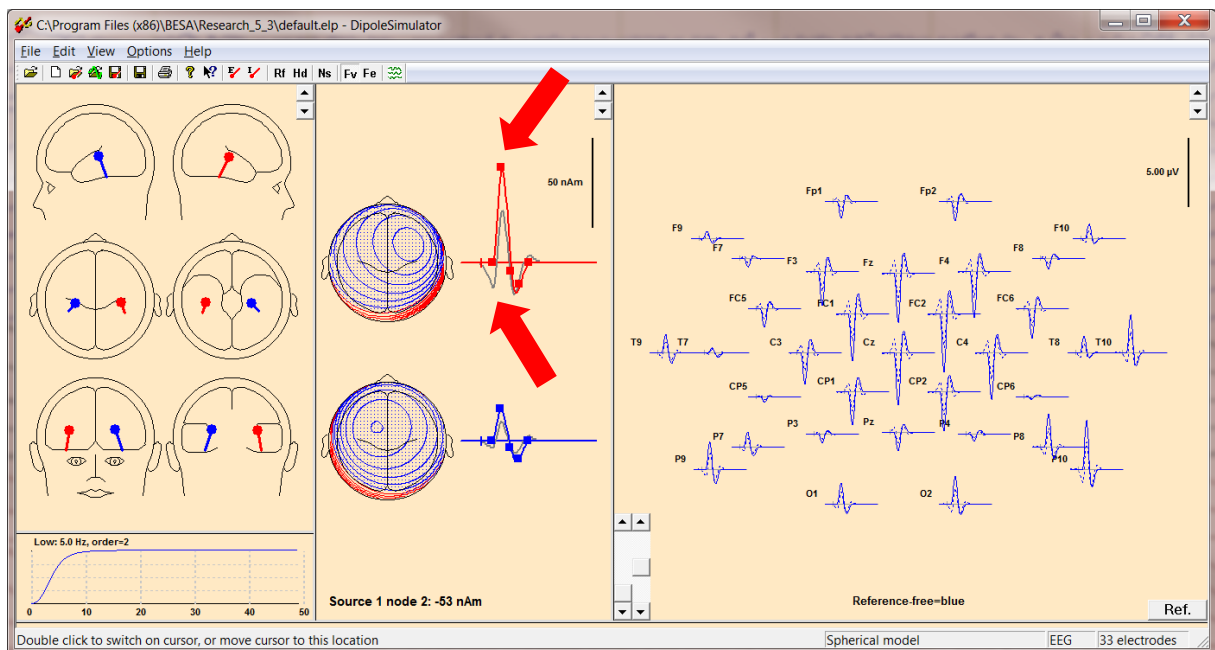 C:\Program Files (x86)\BESA\Research_5_3\default.elp - DipoleSimulator
File Edit View Options Help
Rf Hd Ns Fv Fe
50 nAm
5.00 µV
Fp1 Fp2
F9 F10
F7 F8
F3 Fz F4
FC5 FC1 FC2 FC6
T9 T7 C3 Cz C4 T8 T10
CP5 CP1 CP2 CP6
P7 P3 Pz P4 P8
P9 P10
O1 O2
Low: 5.0 Hz, order=2
0 10 20 30 40 50
Source 1 node 2: -53 nAm
Reference-free=blue
Ref.
Double click to switch on cursor, or move cursor to this location
Spherical model
EEG
33 electrodes